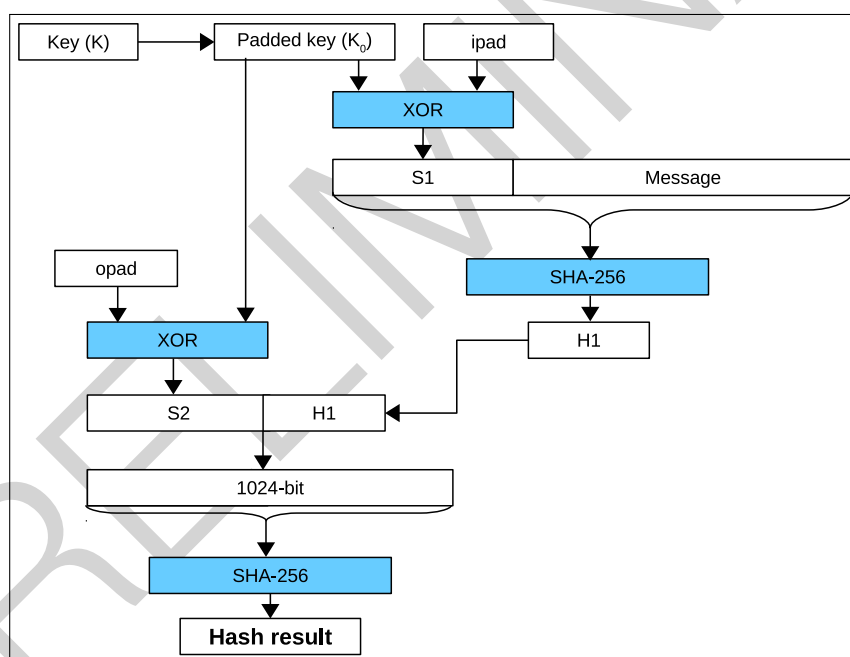 Key (K)
Padded key (K₀)
ipad
XOR
S1
Message
SHA-256
H1
opad
XOR
S2
H1
1024-bit
SHA-256
Hash result